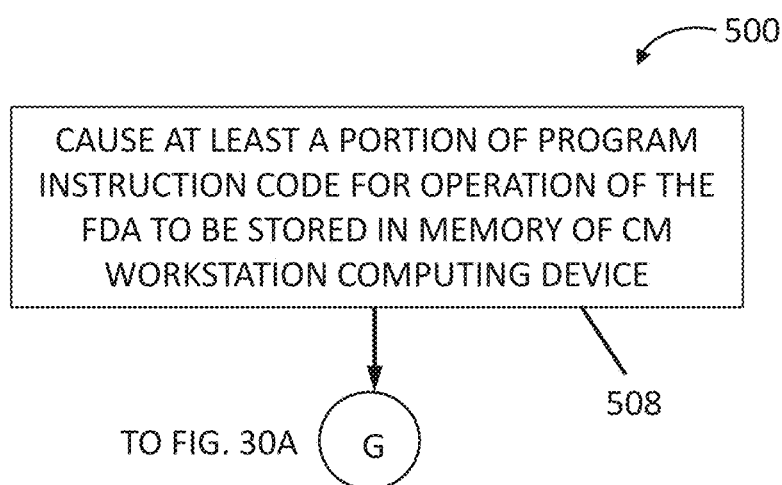 500
CAUSE AT LEAST A PORTION OF PROGRAM
INSTRUCTION CODE FOR OPERATION OF THE
FDA TO BE STORED IN MEMORY OF CM
WORKSTATION COMPUTING DEVICE
508
TO FIG. 30A
G